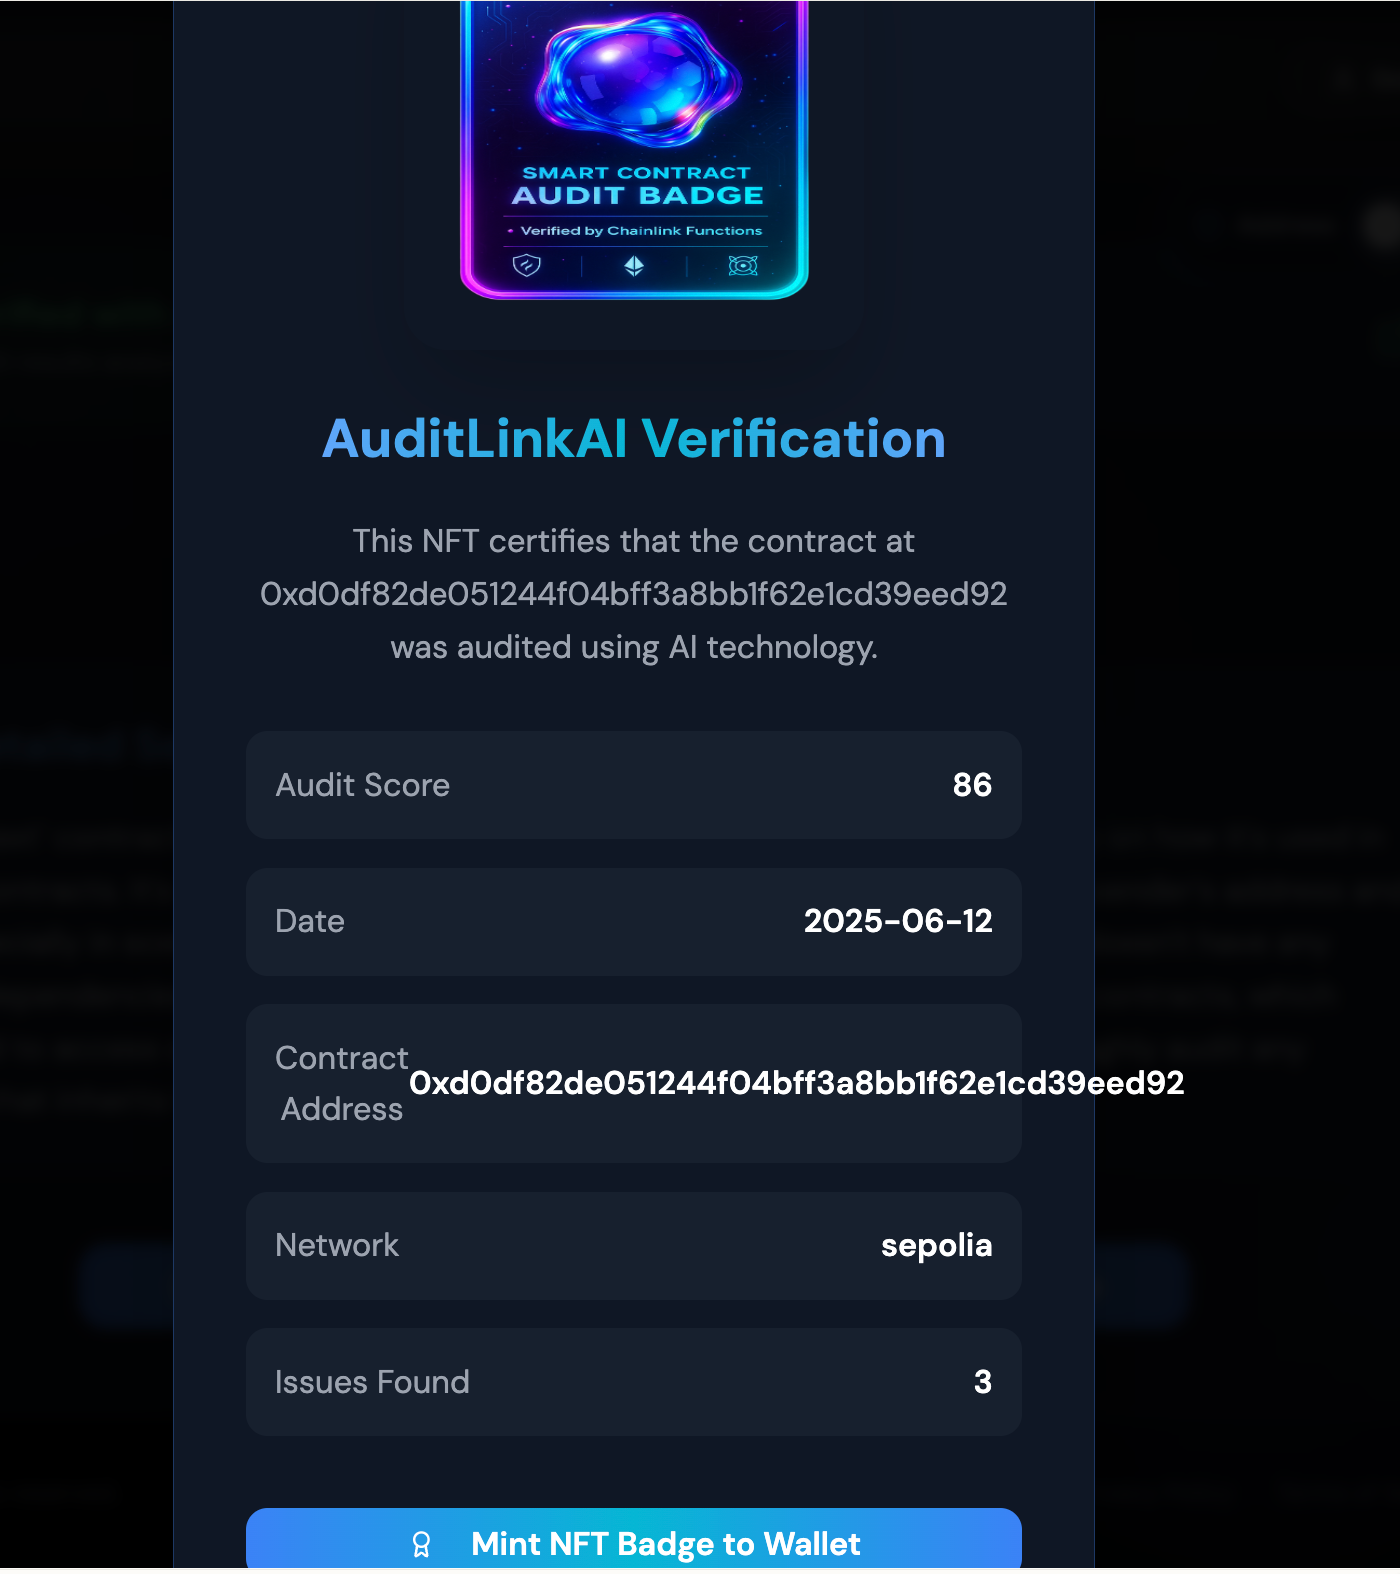 SMART CONTRACT
AUDIT BADGE
Verified by Chainlink Functions
AuditLinkAI Verification
This NFT certifies that the contract at
0xd0df82de051244f04bff3a8bb1f62e1cd39eed92
was audited using AI technology.
Audit Score 86
Date 2025-06-12
Contract
Address
0xd0df82de051244f04bff3a8bb1f62e1cd39eed92
Network sepolia
Issues Found 3
Mint NFT Badge to Wallet